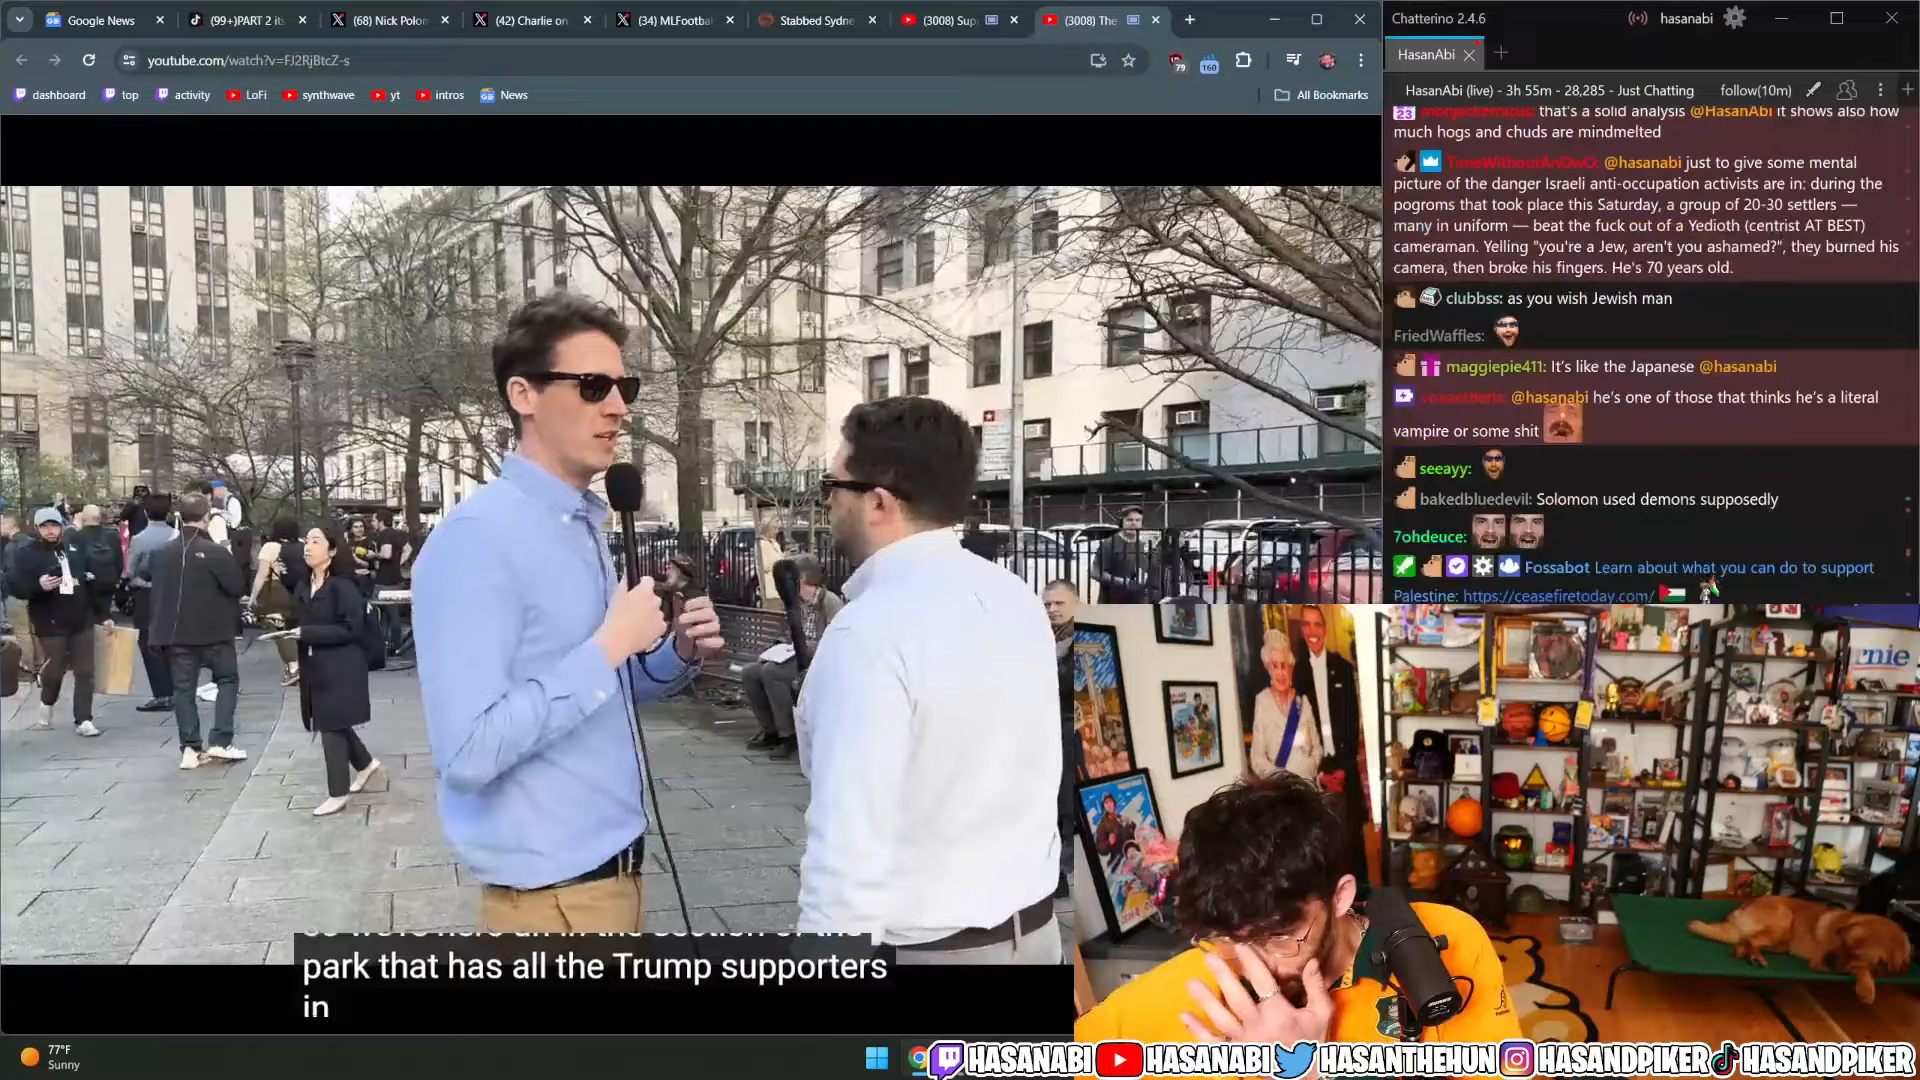 Google News
(99+)PART 2 it
(68) Nick Polon
(42) Charlie on
(34) MLFootbal
Stabbed Sydne
(3008) Sup
(3008) The
youtube.com/watch?v=FJ2RjBtcZ-s
79
160
dashboard
top
activity
LoFi
synthwave
yt
intros
News
All Bookmarks
park that has all the Trump supporters
in
77°F
Sunny
Chatterino 2.4.6
hasanabi
HasanAbi
HasanAbi (live) - 3h 55m - 28,285 - Just Chatting
follow(10m)
23 that's a solid analysis @HasanAbi it shows also how
much hogs and chuds are mindmelted
TimeWithoutAnOwO: @hasanabi just to give some mental
picture of the danger Israeli anti-occupation activists are in: during the
pogroms that took place this Saturday, a group of 20-30 settlers —
many in uniform — beat the fuck out of a Yedioth (centrist AT BEST)
cameraman. Yelling "you're a Jew, aren't you ashamed?", they burned his
camera, then broke his fingers. He's 70 years old.
clubbss: as you wish Jewish man
FriedWaffles:
maggiepie411: It's like the Japanese @hasanabi
@hasanabi he's one of those that thinks he's a literal
vampire or some shit
seeayy:
bakedbluedevil: Solomon used demons supposedly
7ohdeuce:
Fossabot Learn about what you can do to support
Palestine: https://ceasefiretoday.com/
rnie
HASANABI
HASANABI
HASANTHEHUN
HASANDPIKER
HASANDPIKER